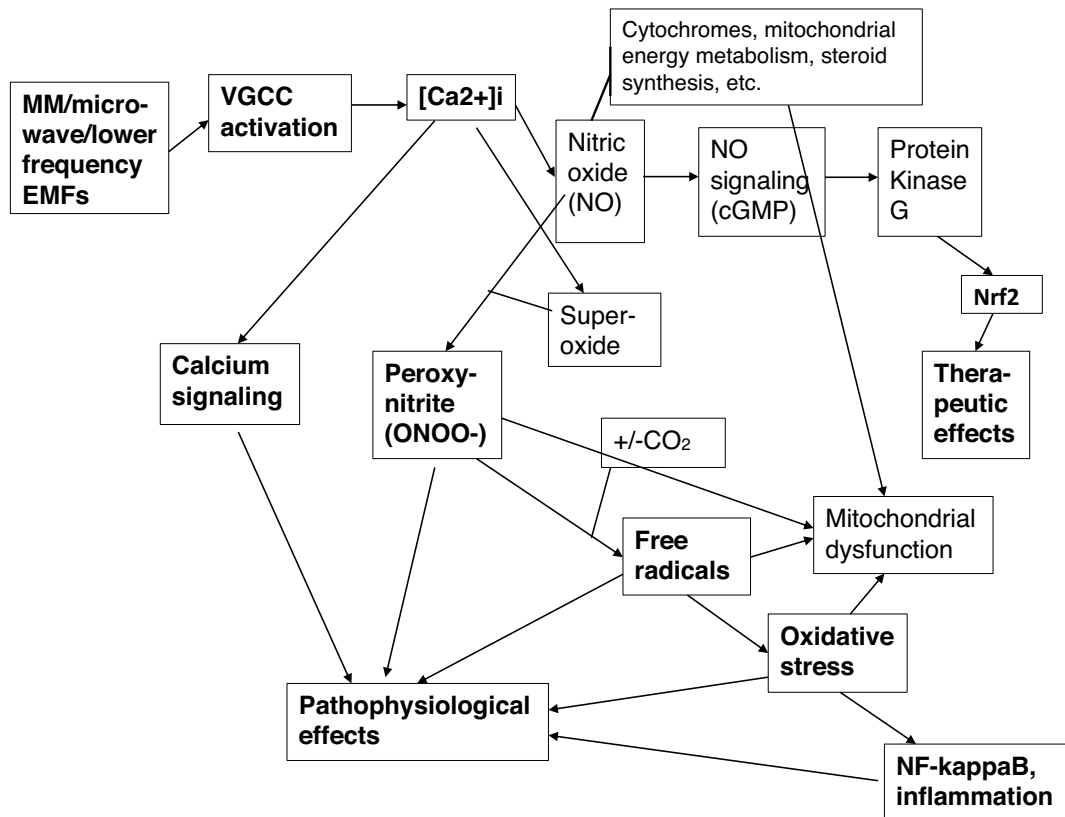 Cytochromes, mitochondrial
energy metabolism, steroid
synthesis, etc.
MM/micro-
wave/lower
frequency
EMFs
VGCC
activation
[Ca2+]i
Nitric
oxide
(NO)
NO
signaling
(cGMP)
Protein
Kinase
G
Nrf2
Super-
oxide
Calcium
signaling
Peroxy-
nitrite
(ONOO-)
Thera-
peutic
effects
+/-CO₂
Mitochondrial
dysfunction
Free
radicals
Oxidative
stress
Pathophysiological
effects
NF-kappaB,
inflammation